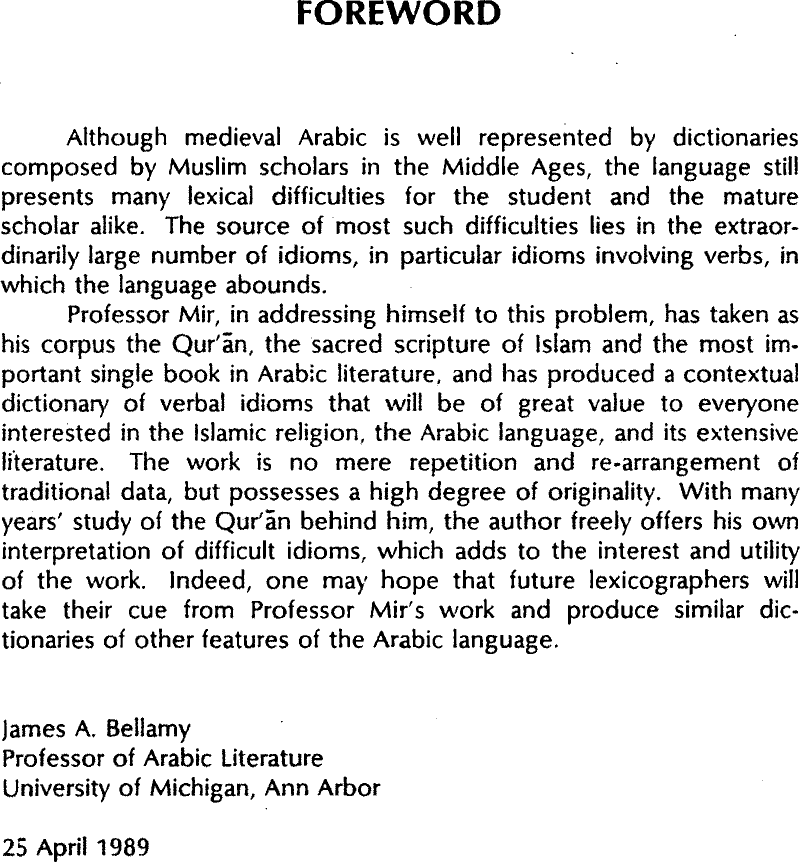 FOREWORD
Although medieval Arabic is well represented by dictionaries
composed by Muslim scholars in the Middle Ages, the language still
presents many lexical difficulties for the student and the mature
scholar alike. The source of most such difficulties lies in the extraor-
dinarily large number of idioms, in particular idioms involving verbs, in
which the language abounds.
Professor Mir, in addressing himself to this problem, has taken as
his corpus the Qur'ān, the sacred scripture of Islam and the most im-
portant single book in Arabic literature, and has produced a contextual
dictionary of verbal idioms that will be of great value to everyone
interested in the Islamic religion, the Arabic language, and its extensive
literature. The work is no mere repetition and re-arrangement of
traditional data, but possesses a high degree of originality. With many
years' study of the Qur'ān behind him, the author freely offers his own
interpretation of difficult idioms, which adds to the interest and utility
of the work. Indeed, one may hope that future lexicographers will
take their cue from Professor Mir's work and produce similar dic-
tionaries of other features of the Arabic language.
James A. Bellamy
Professor of Arabic Literature
University of Michigan, Ann Arbor
25 April 1989